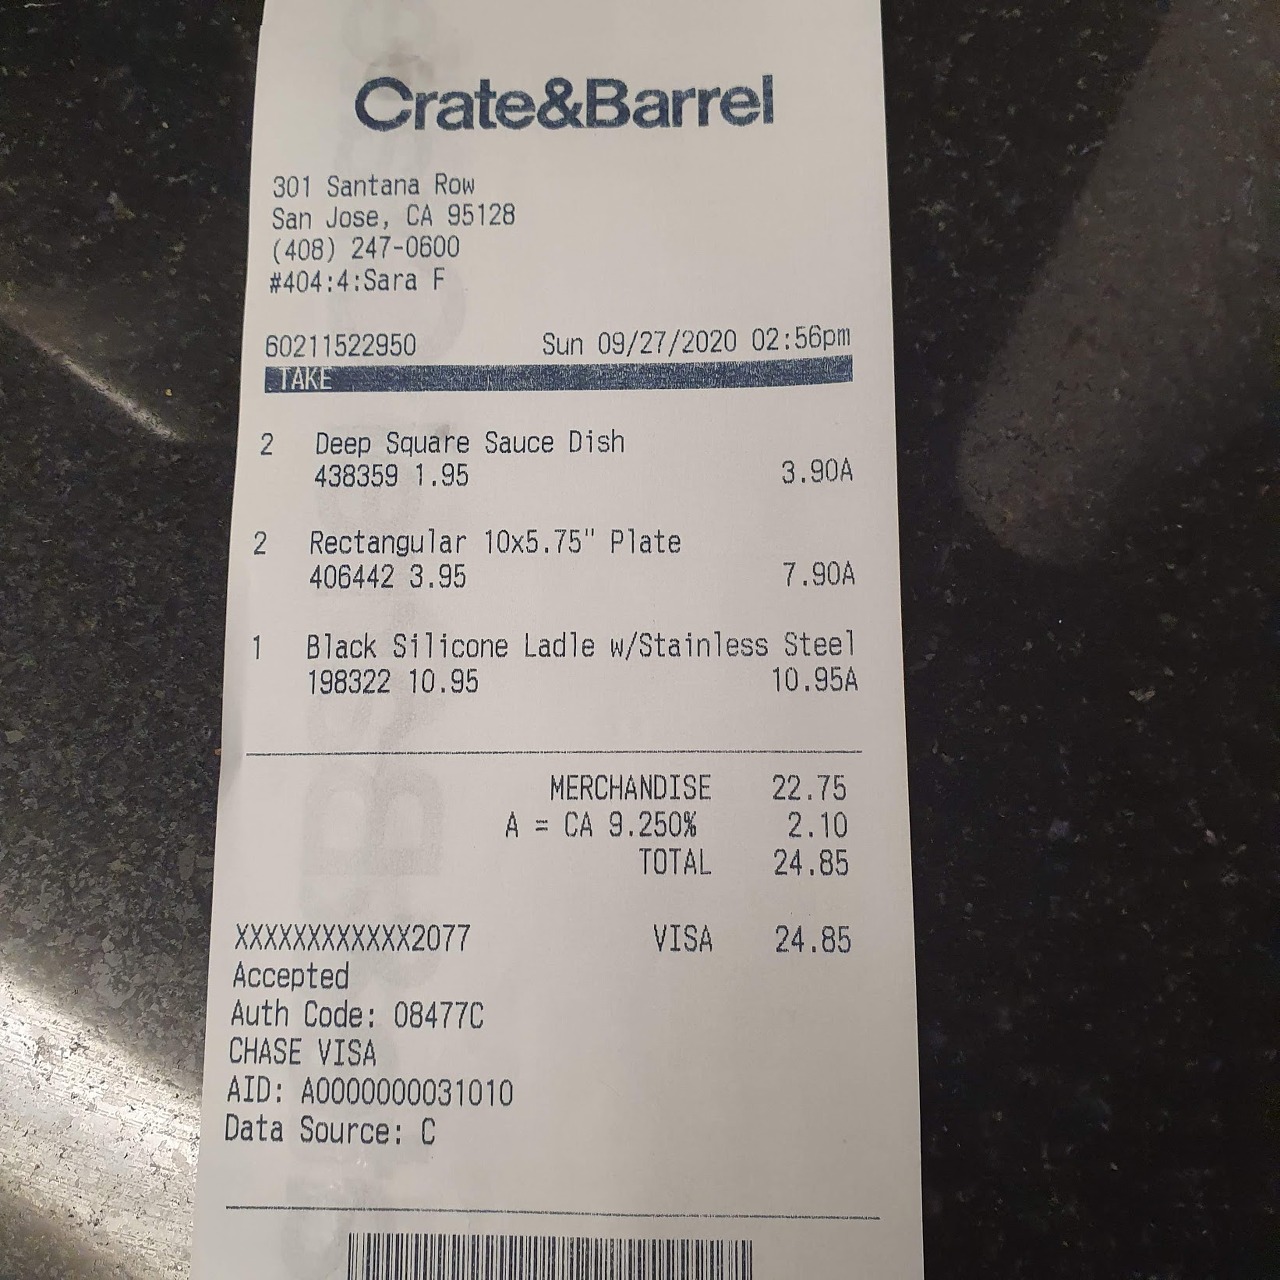 Crate&Barrel
301 Santana Row
San Jose, CA 95128
(408) 247-0600
#404:4:Sara F
60211522950 Sun 09/27/2020 02:56pm
TAKE
2 Deep Square Sauce Dish
438359 1.95 3.90A
2 Rectangular 10x5.75" Plate
406442 3.95 7.90A
1 Black Silicone Ladle w/Stainless Steel
198322 10.95 10.95A
MERCHANDISE 22.75
A = CA 9.250% 2.10
TOTAL 24.85
XXXXXXXXXXXX2077 VISA 24.85
Accepted
Auth Code: 08477C
CHASE VISA
AID: A0000000031010
Data Source: C